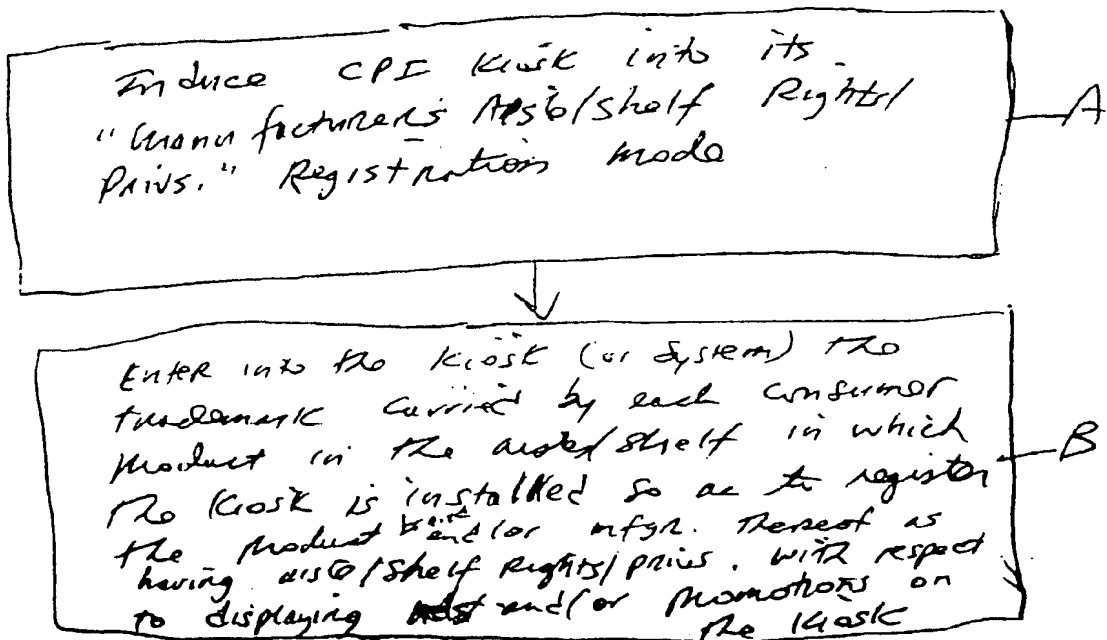 Induce CPI Kiosk into its
"Manufacturer's Aisle/Shelf Rights/
Privs." Registration mode
A
Enter into the Kiosk (or System) the
trademark carried by each consumer
product in the aisle/shelf in which
the Kiosk is installed so as to register
the product brand and/or mfgr. thereof as
having aisle/shelf Rights/privs. with respect
to displaying and/or promotions on
the Kiosk
B